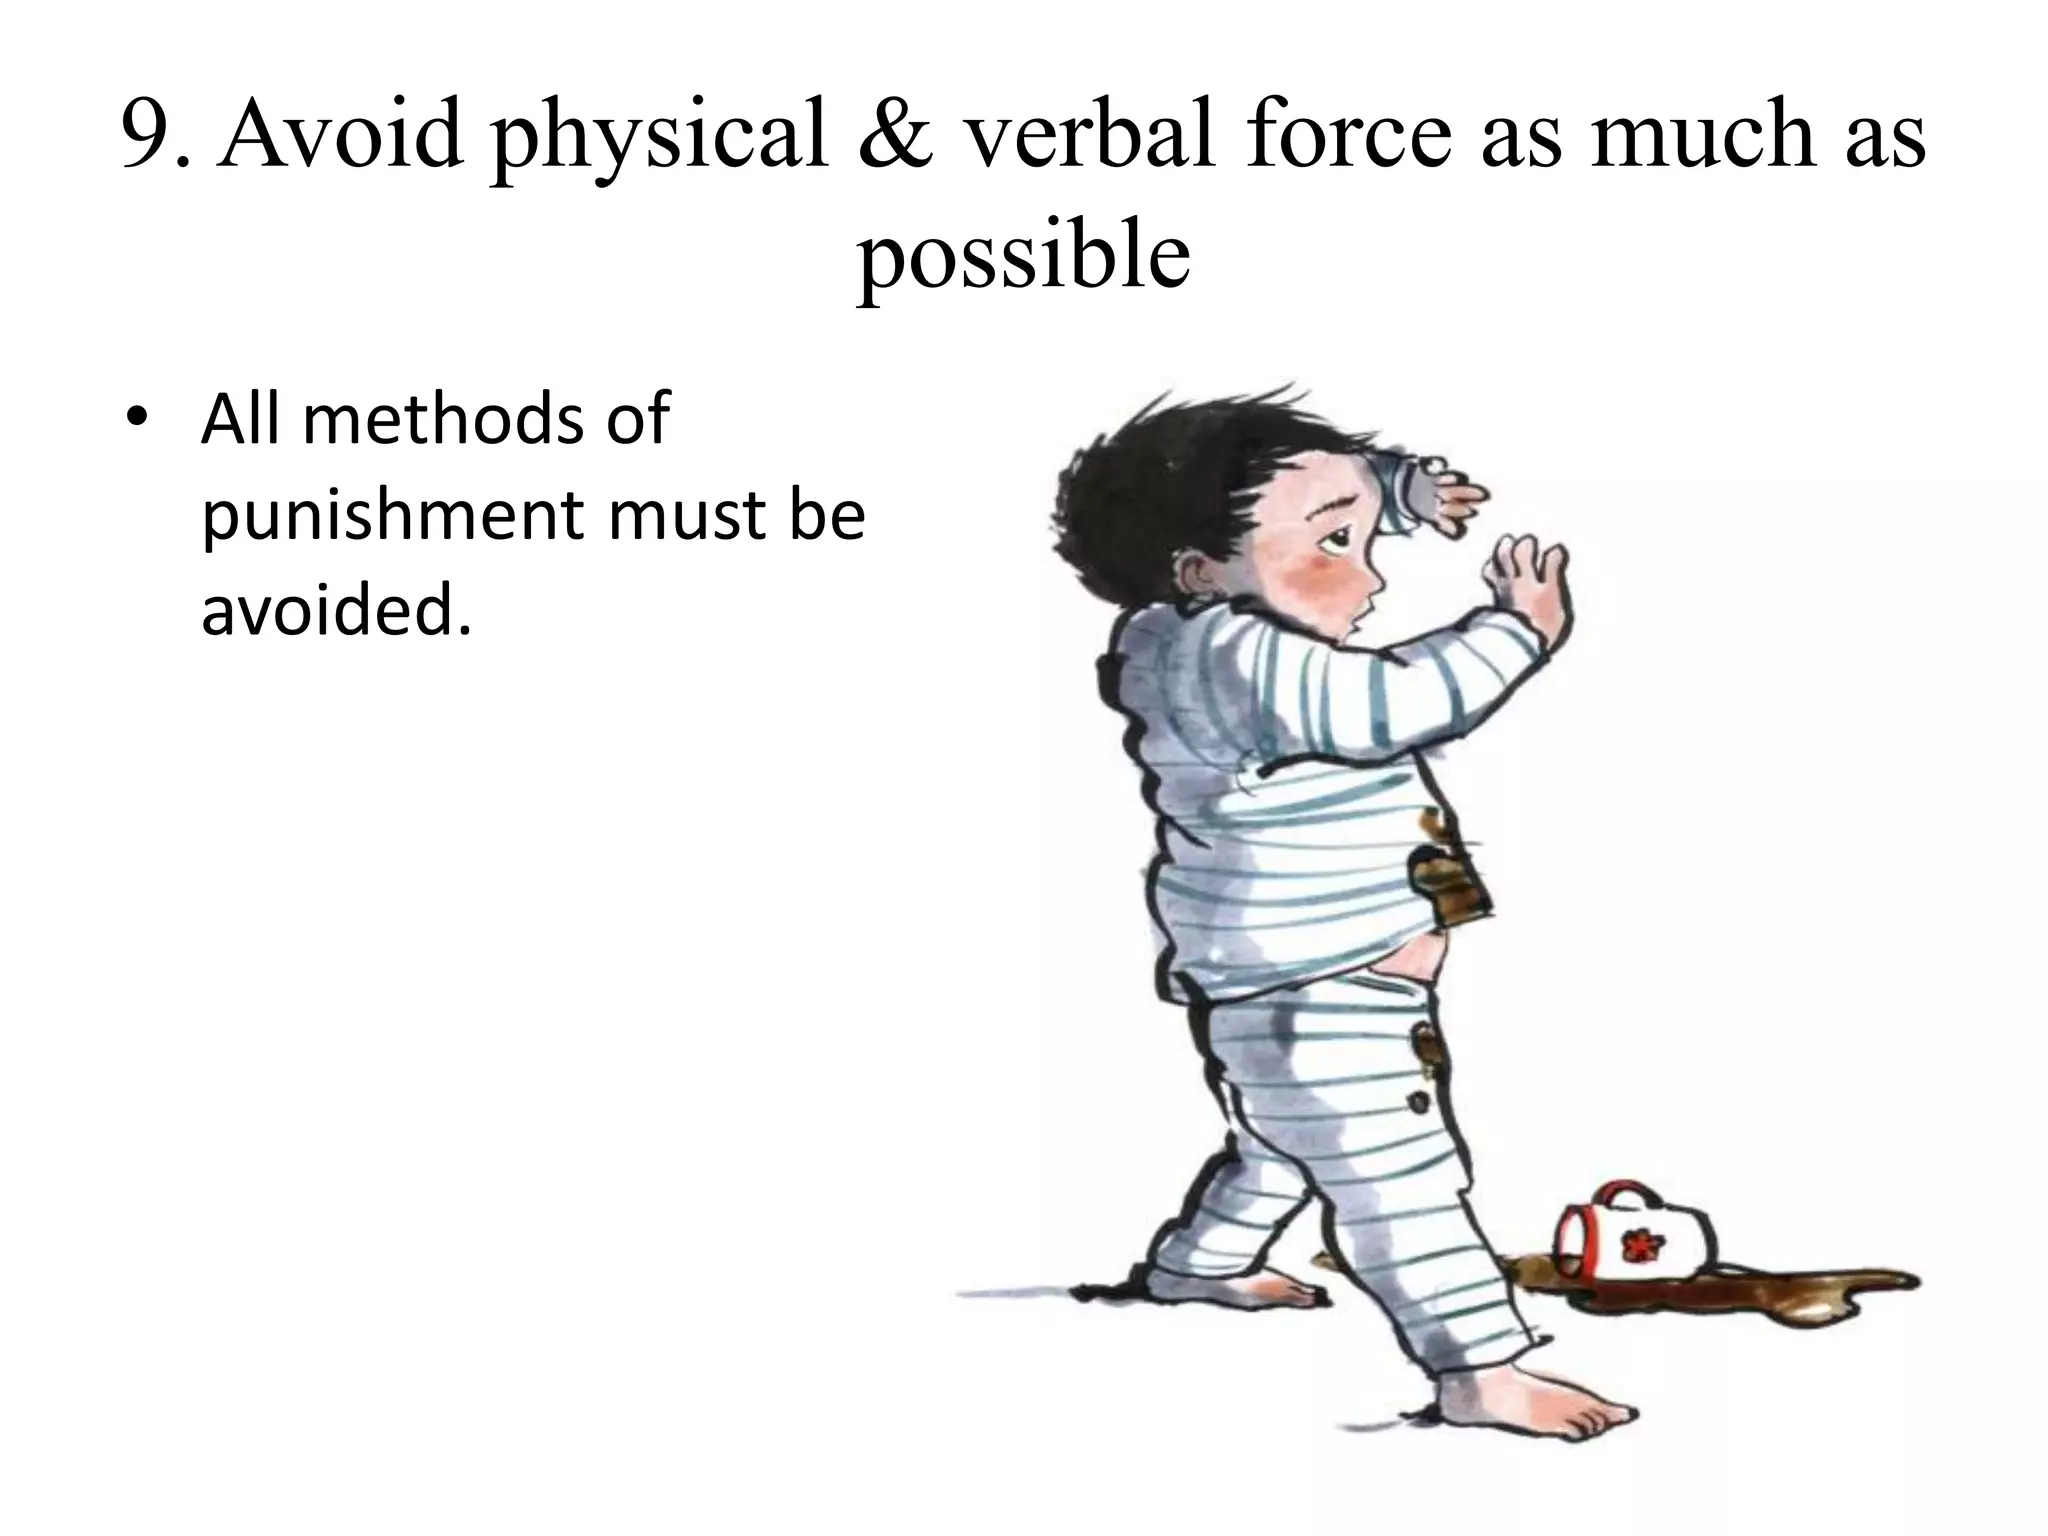 9. Avoid physical & verbal force as much as
possible
• All methods of
punishment must be
avoided.